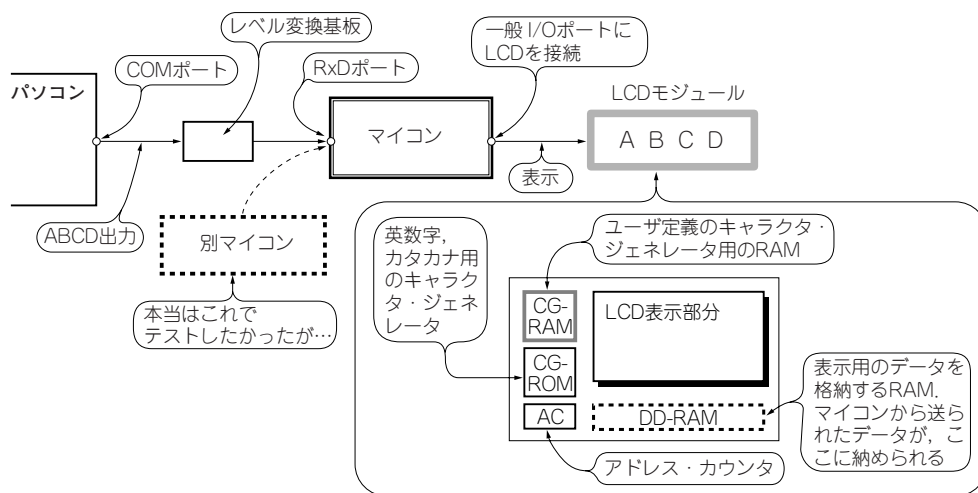 レベル変換基板
COMポート
RxDポート
一般I/Oポートに
LCDを接続
パソコン
マイコン
LCDモジュール
A B C D
表示
ABCD出力
別マイコン
本当はこれで
テストしたかったが…
英数字，
カタカナ用
のキャラク
タ・ジェネ
レータ
ユーザ定義のキャラクタ・
ジェネレータ用のRAM
CG-
RAM
LCD表示部分
CG-
ROM
AC
DD-RAM
表示用のデータを
格納するRAM．
マイコンから送ら
れたデータが，こ
こに納められる
アドレス・カウンタ